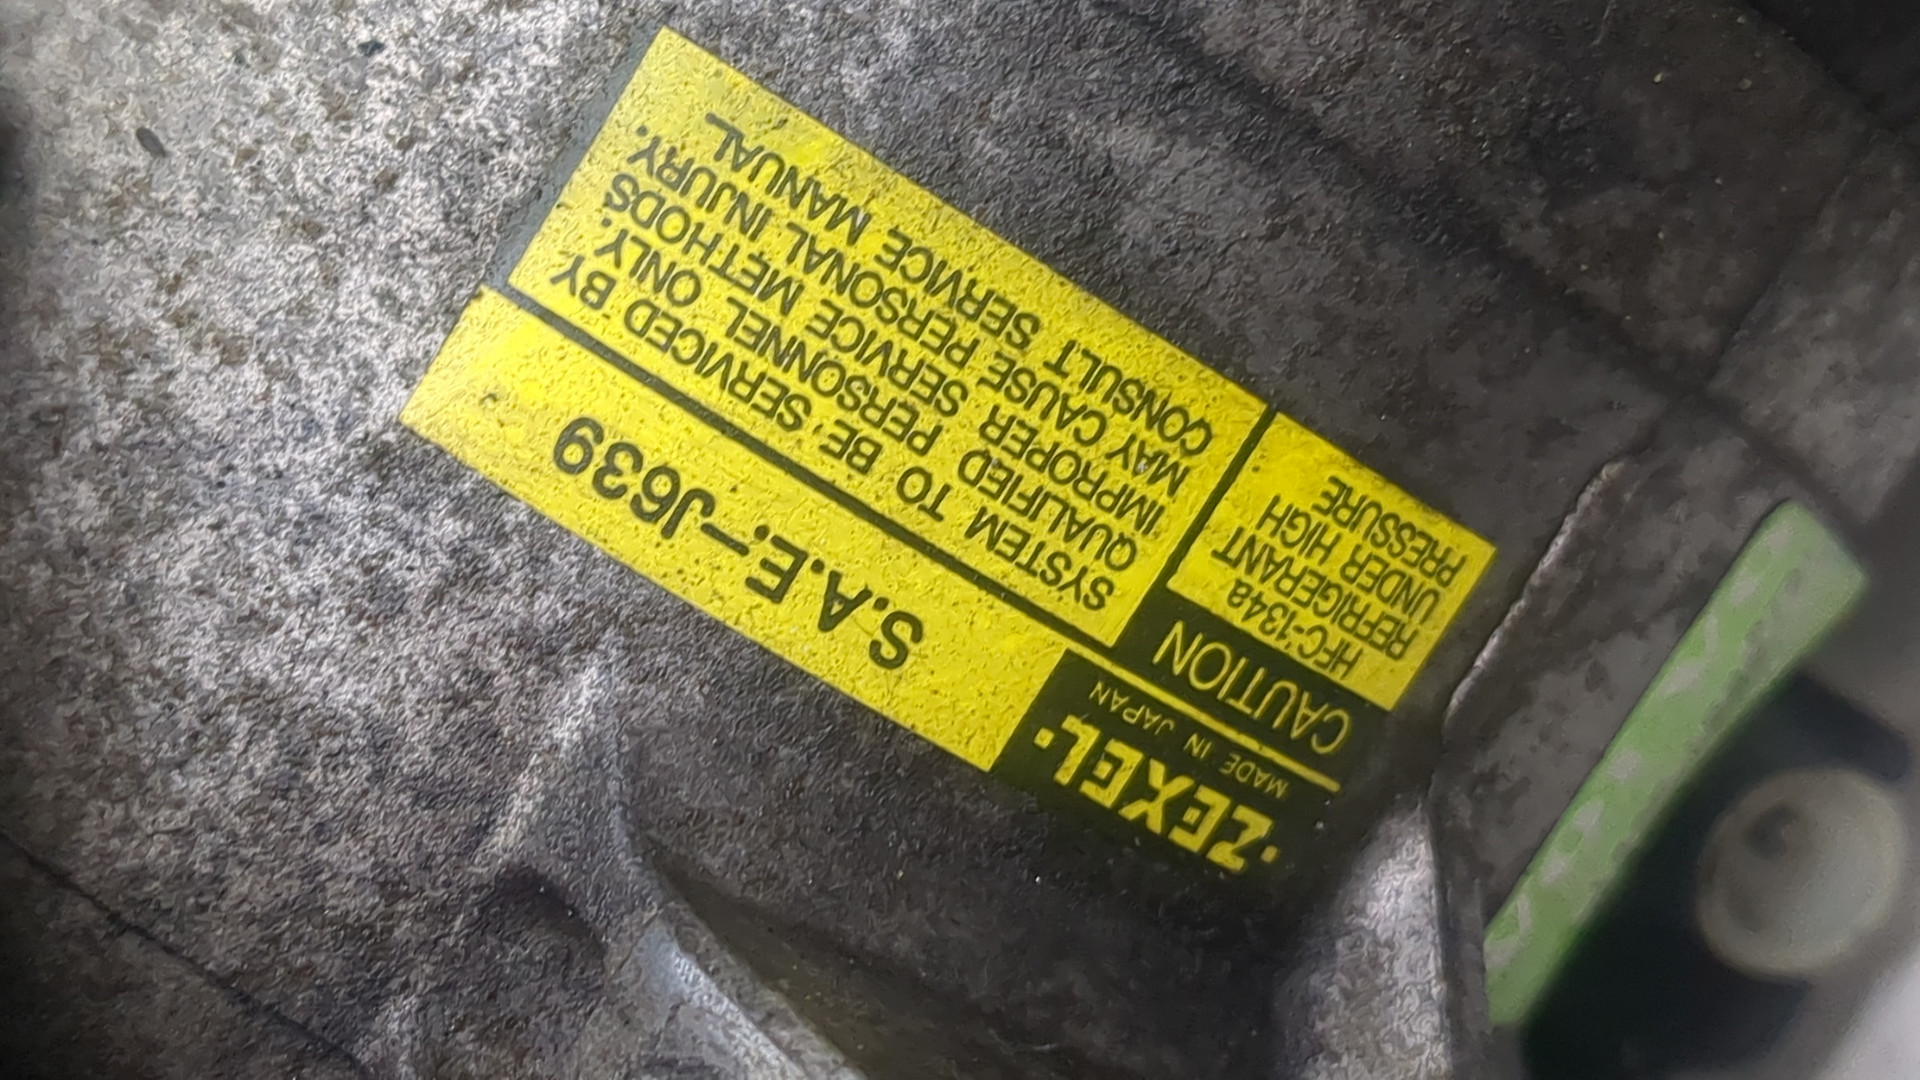 ·ZEXEL·
MADE IN JAPAN
S.A.E.-J639
CAUTION
HFC-134a
REFRIGERANT
UNDER HIGH
PRESSURE
SYSTEM TO BE SERVICED BY
QUALIFIED PERSONNEL ONLY.
IMPROPER SERVICE METHODS
MAY CAUSE PERSONAL INJURY.
CONSULT SERVICE MANUAL